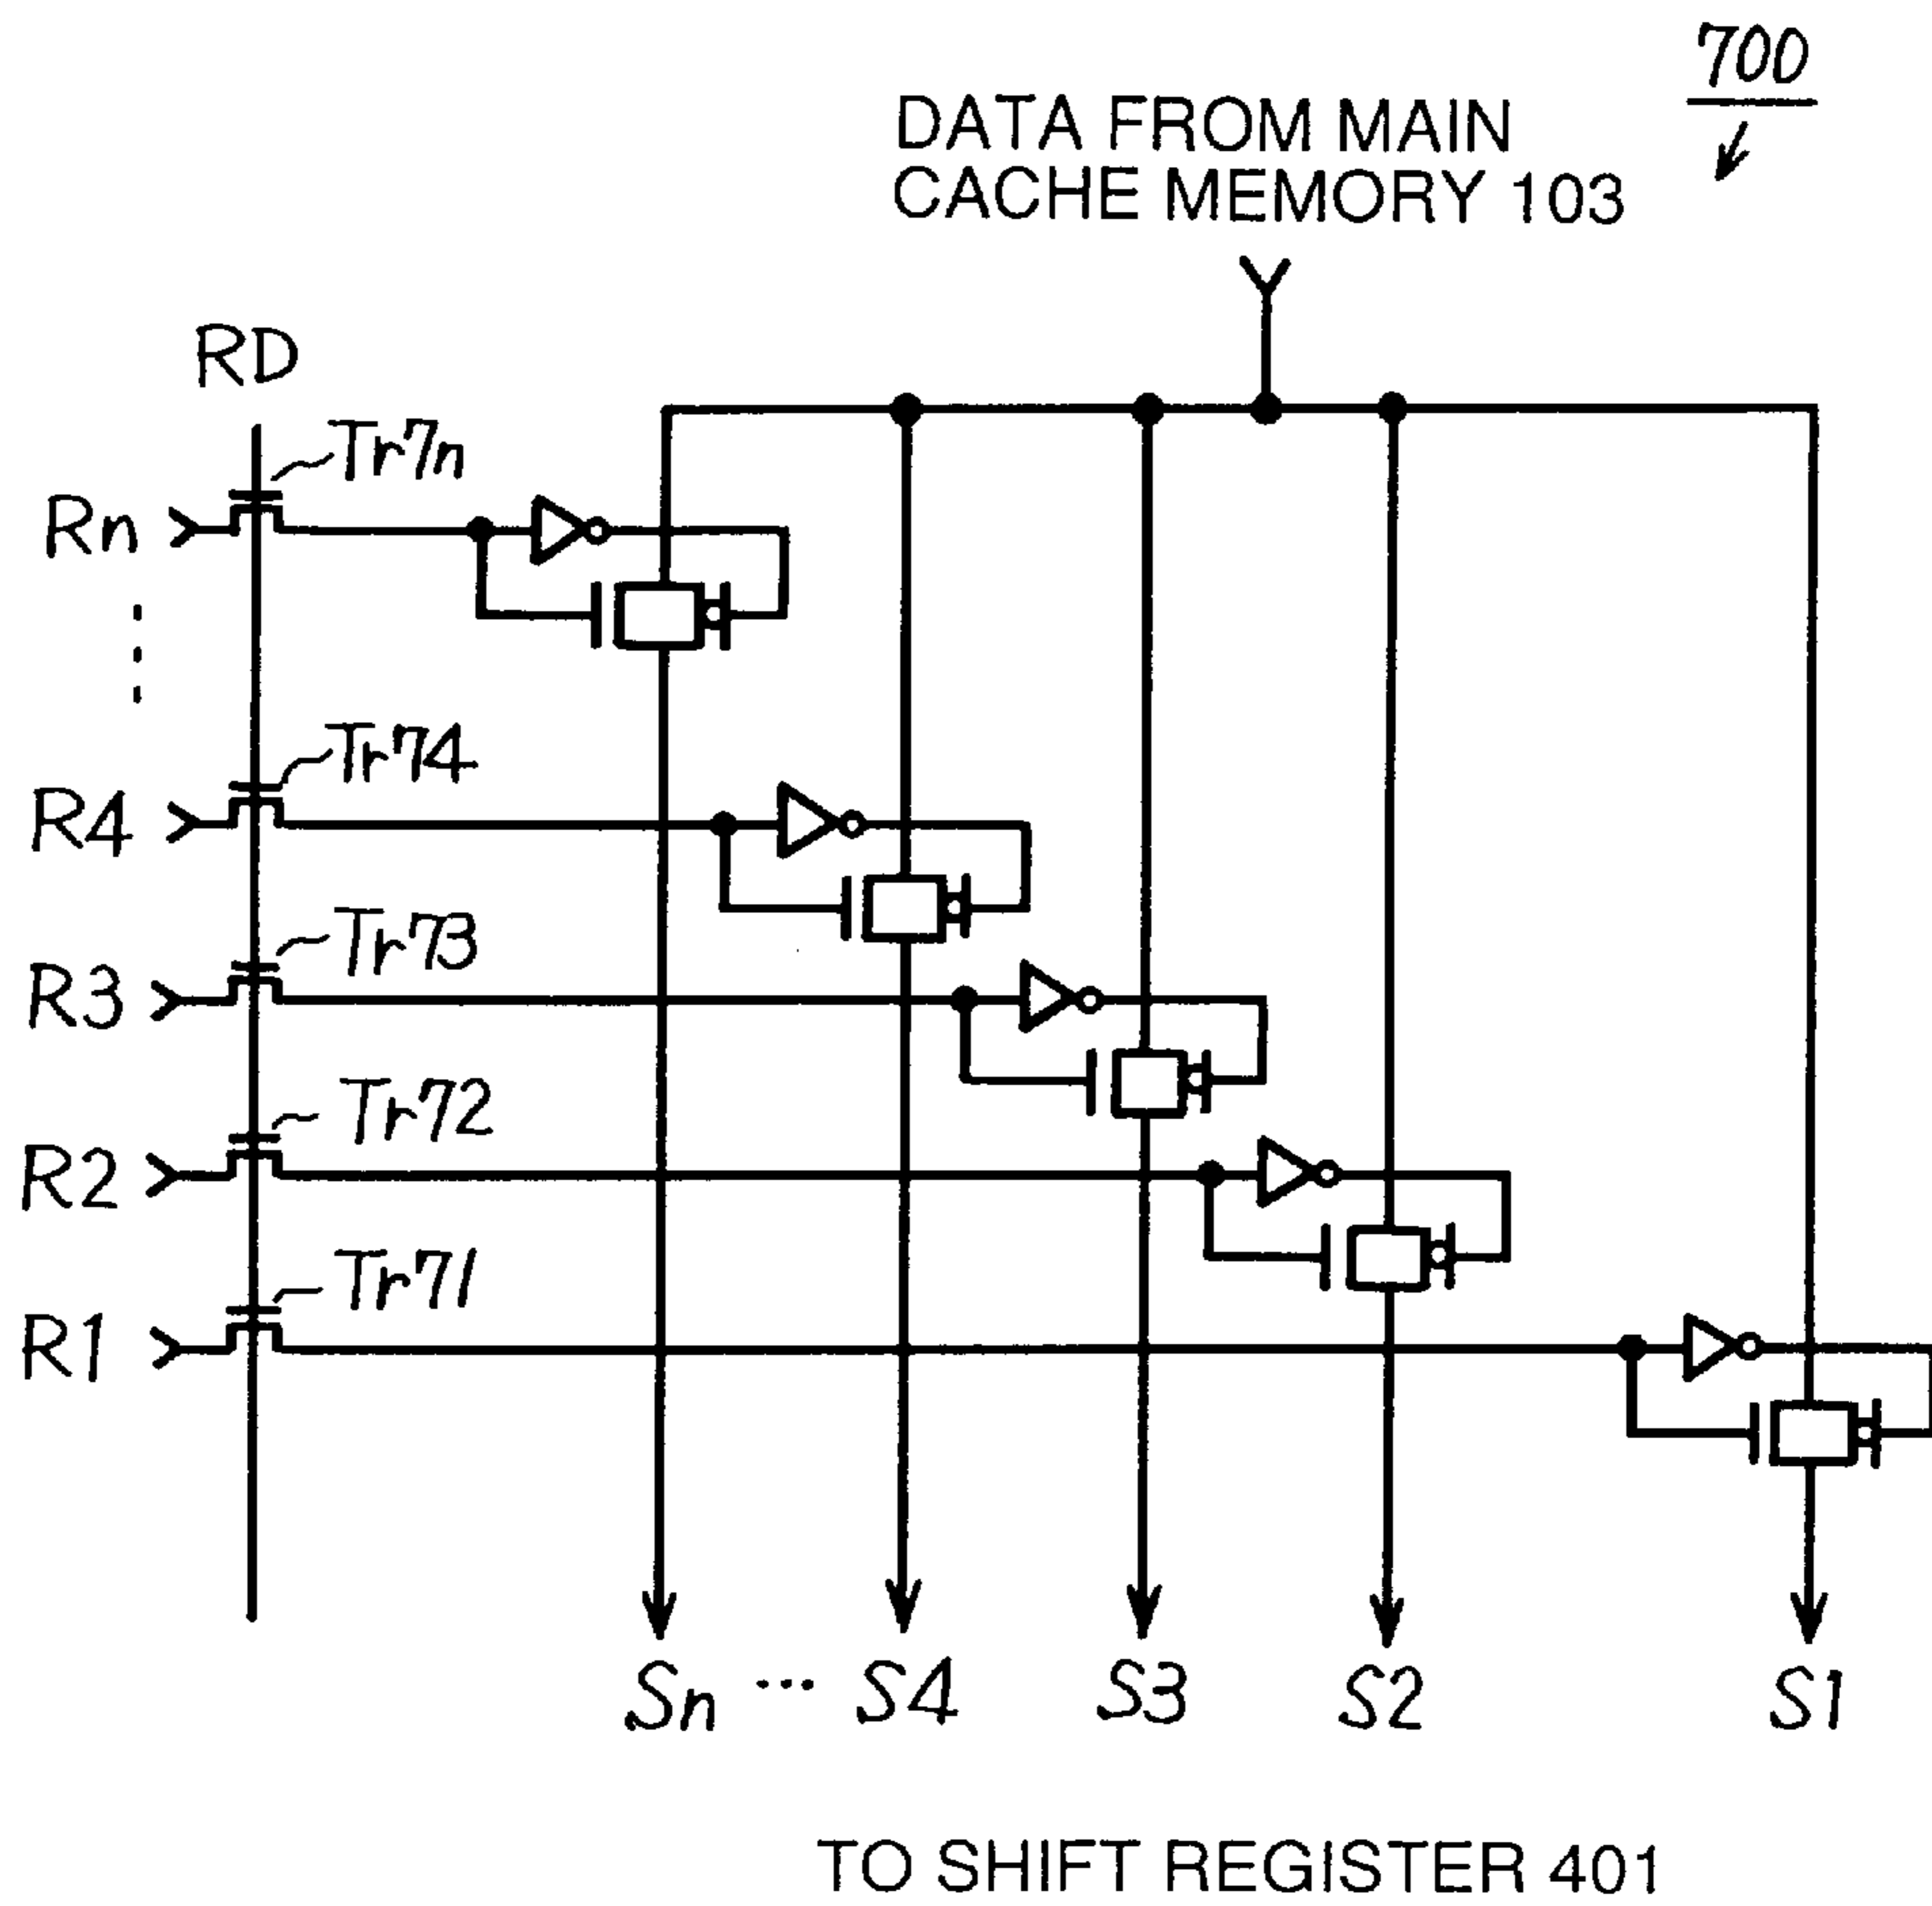 700
DATA FROM MAIN
CACHE MEMORY 103
RD
Tr7n
Rn
Tr74
R4
Tr73
R3
Tr72
R2
Tr71
R1
Sn ... S4 S3 S2 S1
TO SHIFT REGISTER 401